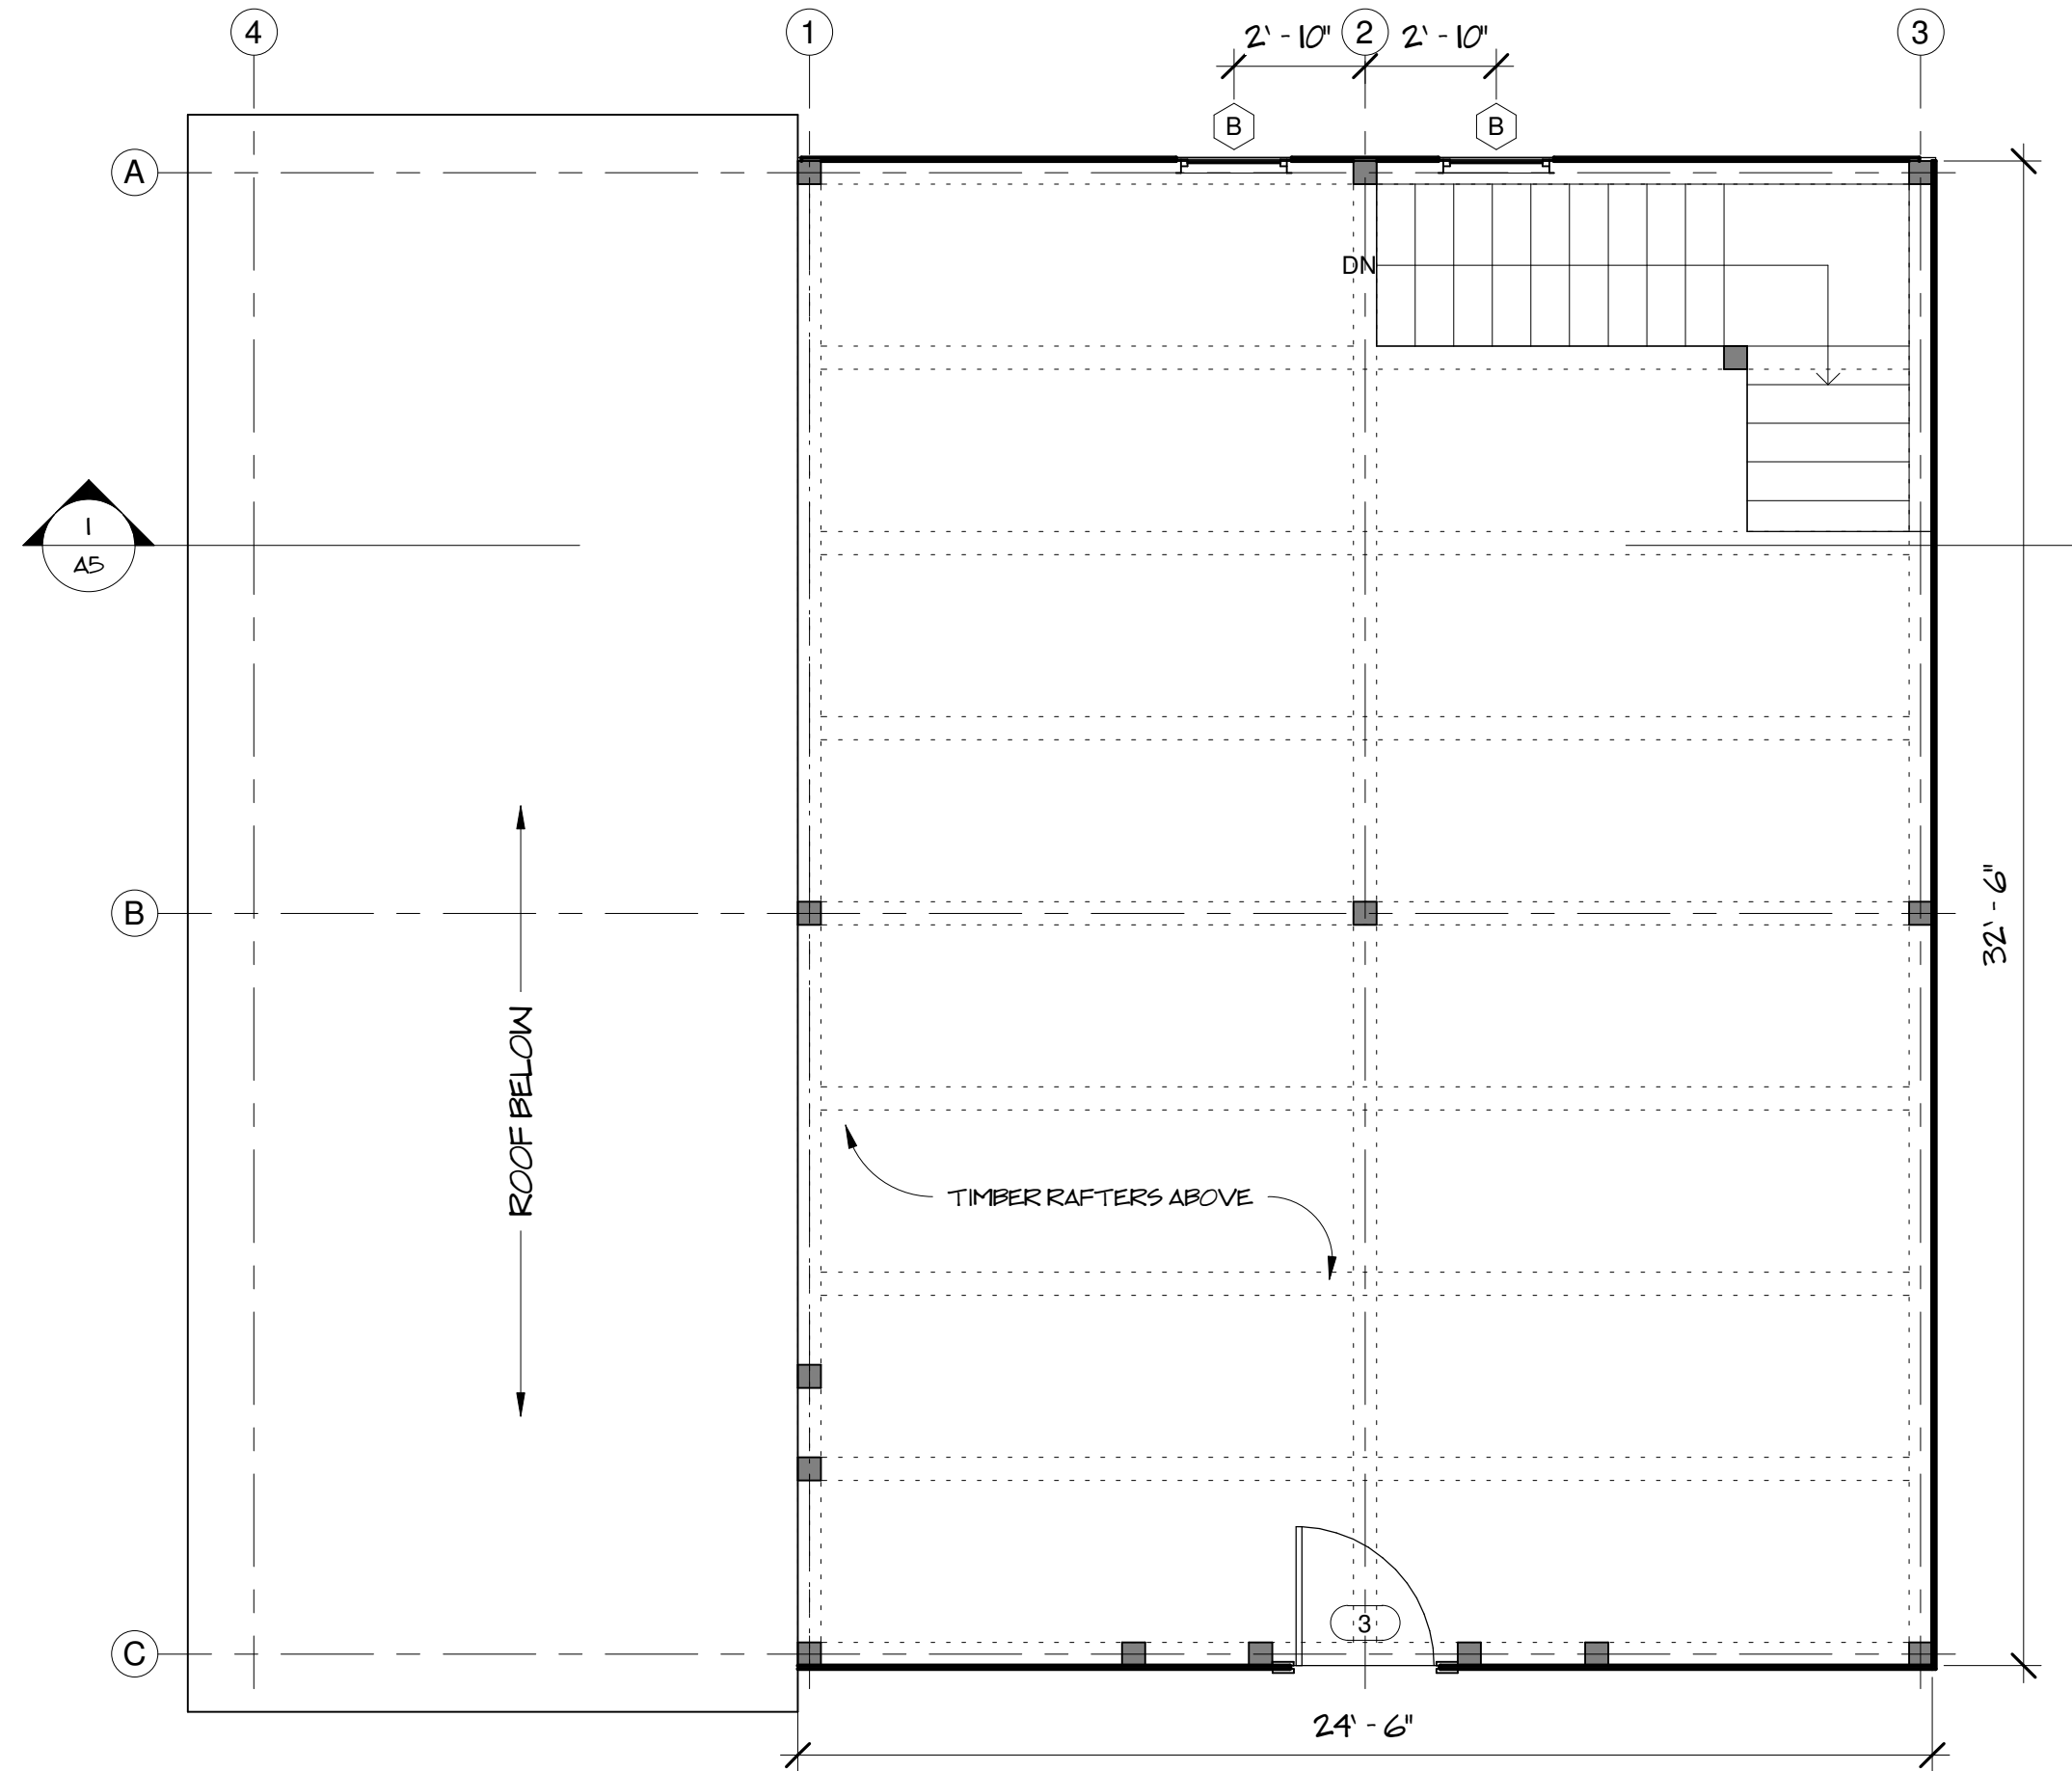 4
1
2' - 10"
2
2' - 10"
3
B
B
A
DN
1
A5
B
32' - 6"
ROOF BELOW
TIMBER RAFTERS ABOVE
3
C
24' - 6"